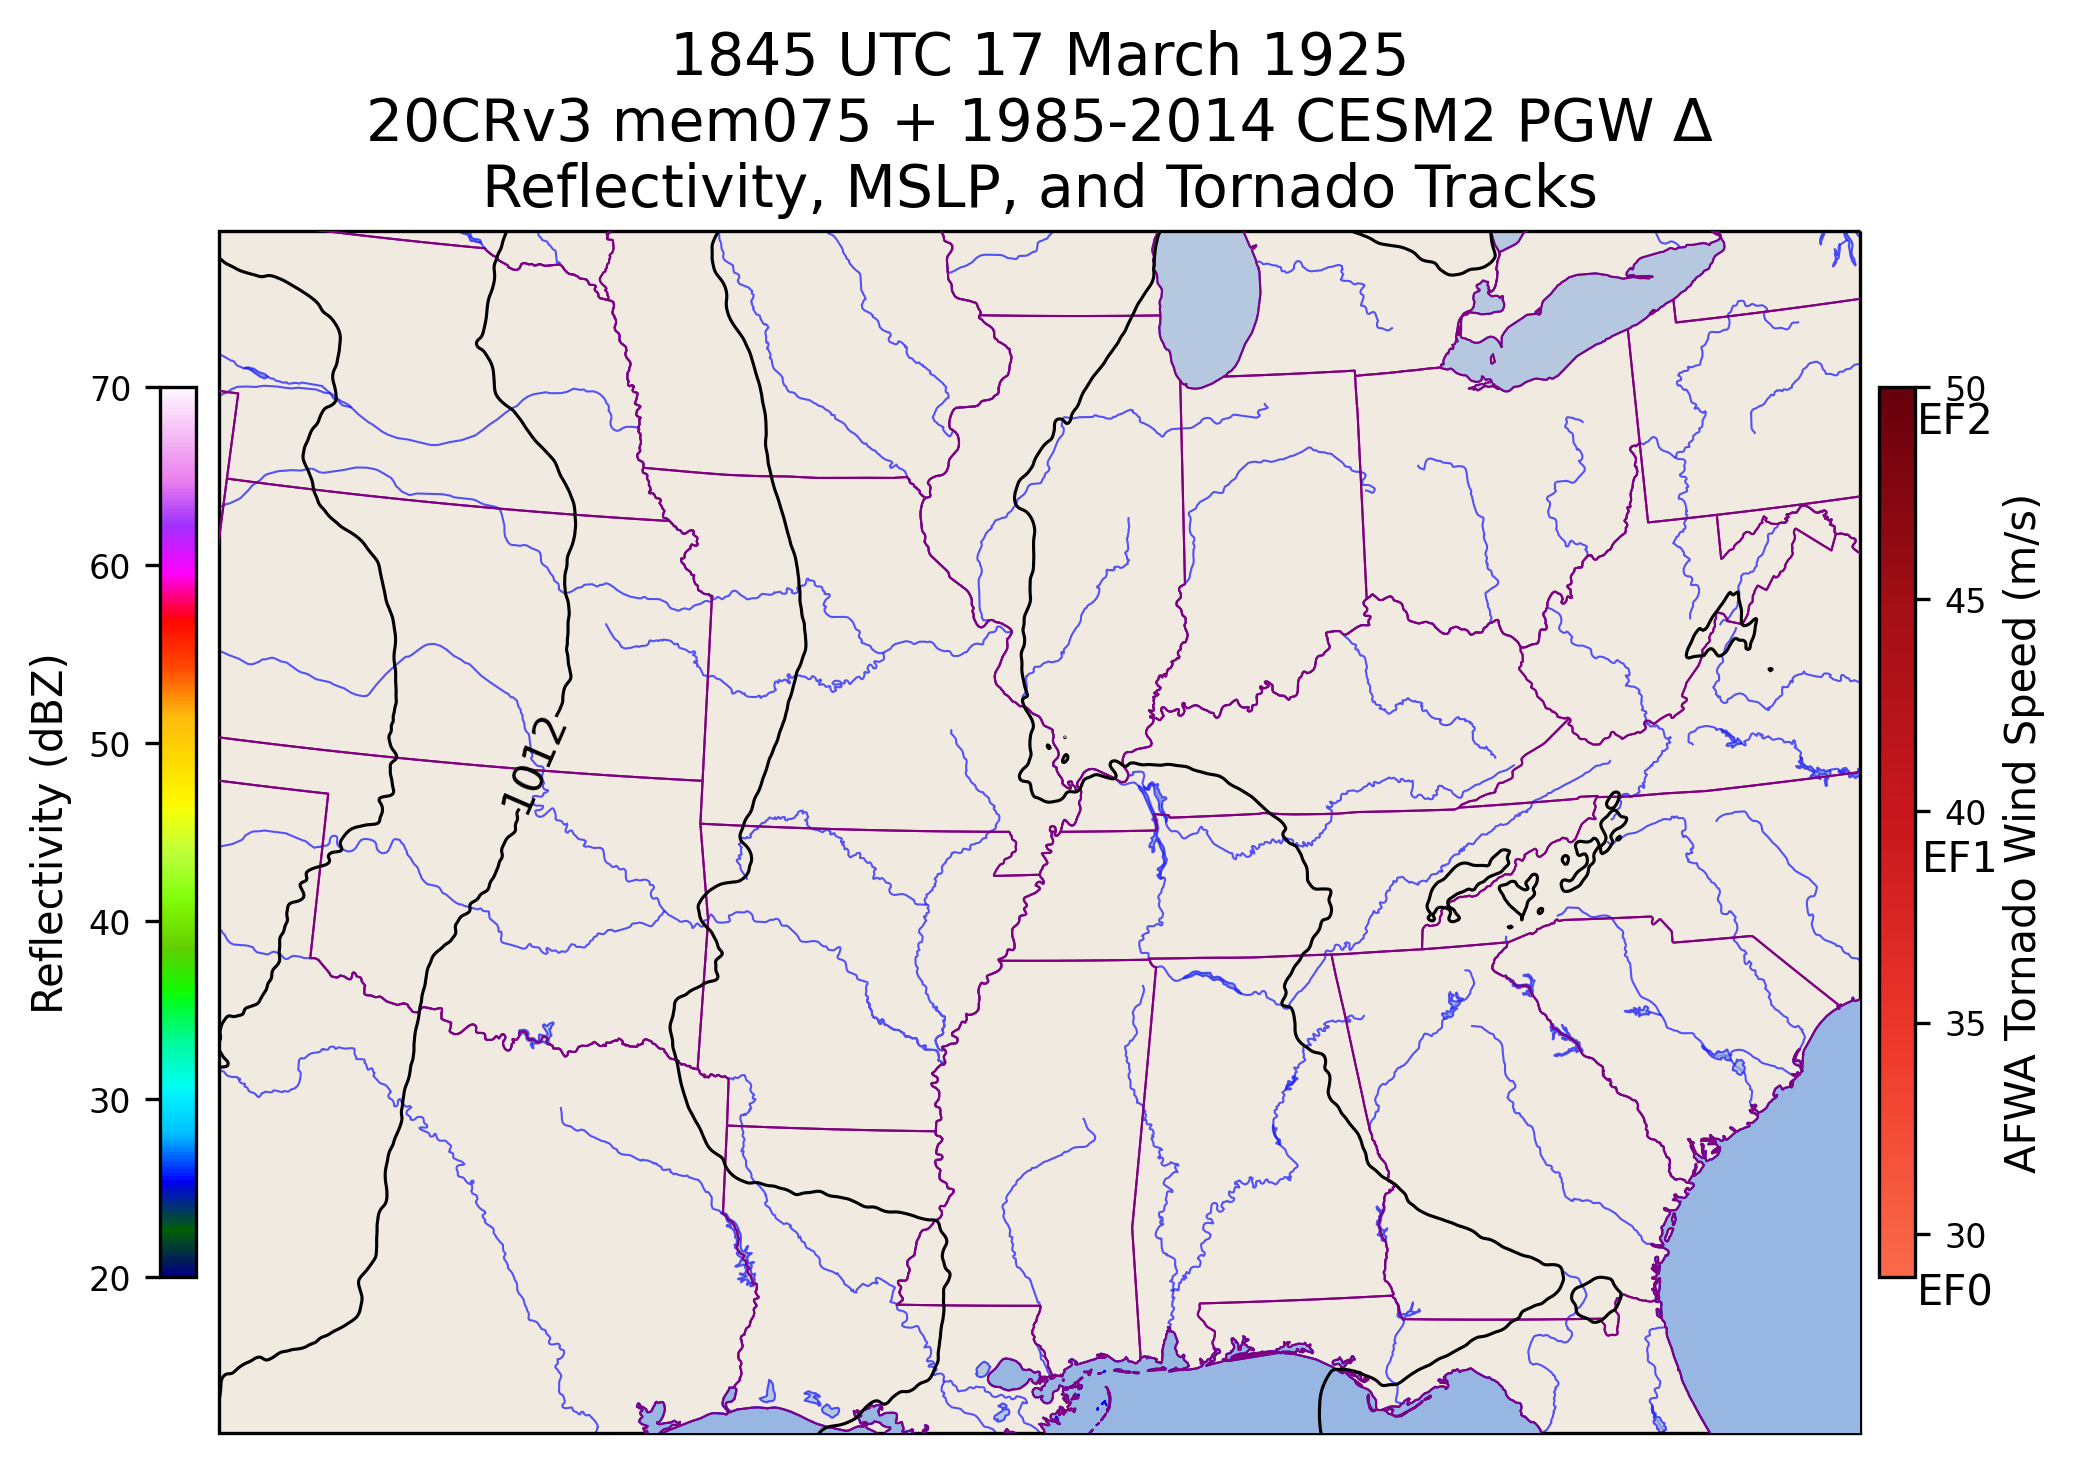 1845 UTC 17 March 1925
20CRv3 mem075 + 1985-2014 CESM2 PGW Δ
Reflectivity, MSLP, and Tornado Tracks
70
60
50
40
30
20
Reflectivity (dBZ)
1012
50
EF2
45
40
EF1
35
30
EF0
AFWA Tornado Wind Speed (m/s)